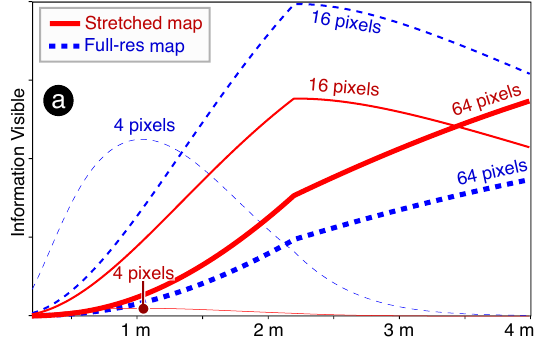 Stretched map
Full-res map
16 pixels
a
16 pixels
64 pixels
4 pixels
64 pixels
4 pixels
Information Visible
1 m
2 m
3 m
4 m